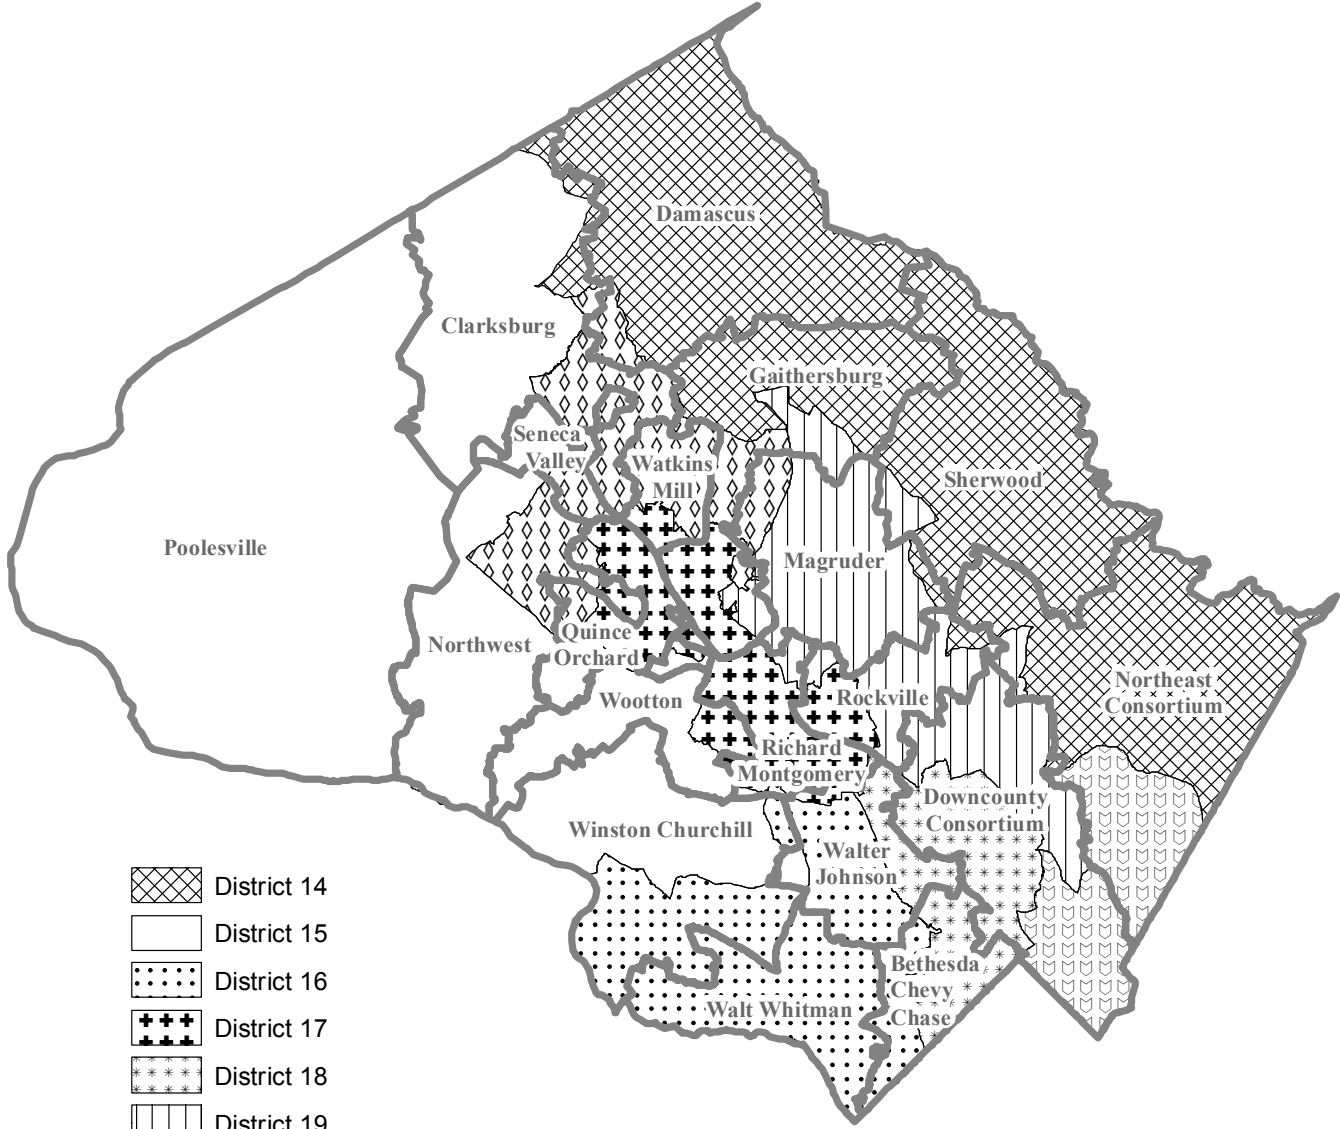 Damascus
Clarksburg
Gaithersburg
Seneca
Valley
Watkins
Mill
Sherwood
Poolesville
Magruder
Northwest
Quince
Orchard
Wootton
Rockville
Northeast
Consortium
Richard
Montgomery
Downcounty
Consortium
Winston Churchill
Walter
Johnson
Bethesda
Chevy
Chase
Walt Whitman
District 14
District 15
District 16
District 17
District 18
District 19